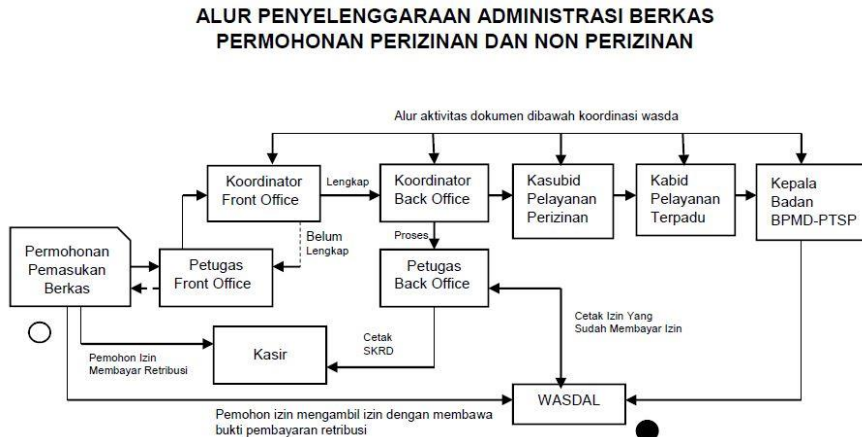 ALUR PENYELENGGARAAN ADMINISTRASI BERKAS
PERMOHONAN PERIZINAN DAN NON PERIZINAN
Alur aktivitas dokumen dibawah koordinasi wasda
Koordinator
Front Office
Lengkap
Koordinator
Back Office
Kasubid
Pelayanan
Perizinan
Kabid
Pelayanan
Terpadu
Kepala
Badan
BPMD-PTSP
Permohonan
Pemasukan
Berkas
Petugas
Front Office
Belum
Lengkap
Proses
Petugas
Back Office
Pemohon Izin
Membayar Retribusi
Kasir
Cetak
SKRD
Cetak Izin Yang
Sudah Membayar Izin
WASDAL
Pemohon izin mengambil izin dengan membawa
bukti pembayaran retribusi